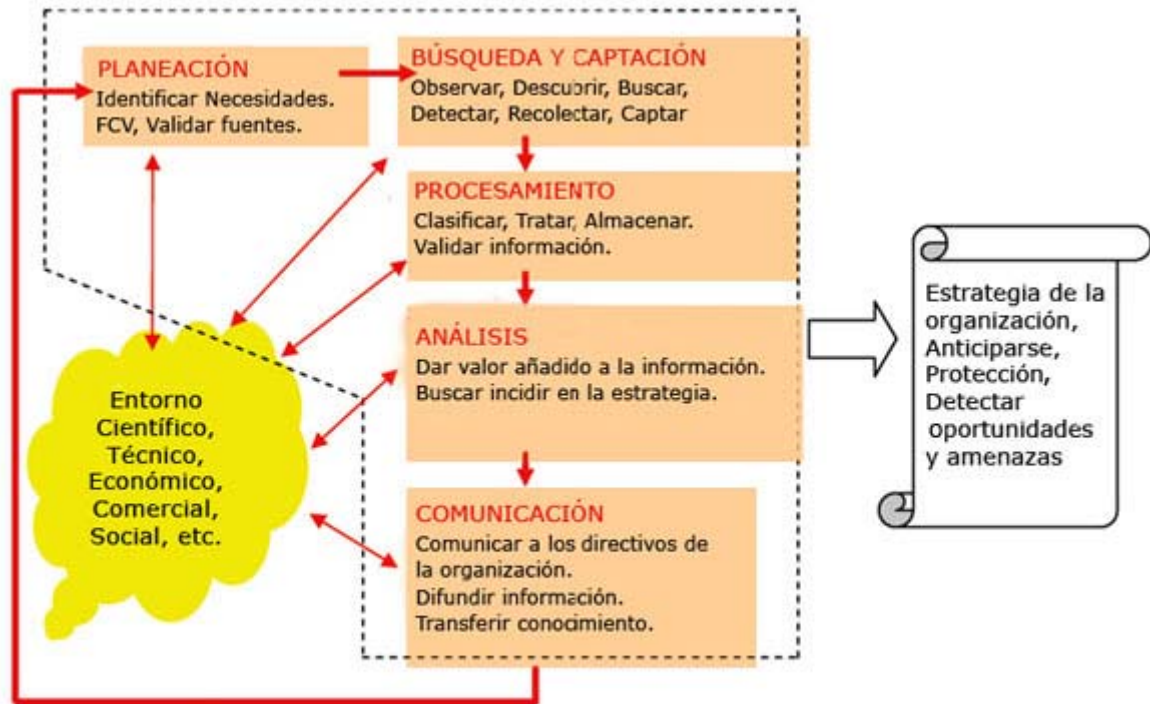 PLANEACIÓN
Identificar Necesidades.
FCV, Validar fuentes.
BÚSQUEDA Y CAPTACIÓN
Observar, Descubrir, Buscar,
Detectar, Recolectar, Captar
PROCESAMIENTO
Clasificar, Tratar, Almacenar.
Validar información.
ANÁLISIS
Dar valor añadido a la información.
Buscar incidir en la estrategia.
COMUNICACIÓN
Comunicar a los directivos de
la organización.
Difundir información.
Transferir conocimiento.
Entorno
Científico,
Técnico,
Económico,
Comercial,
Social, etc.
Estrategia de la
organización,
Anticiparse,
Protección,
Detectar
oportunidades
y amenazas